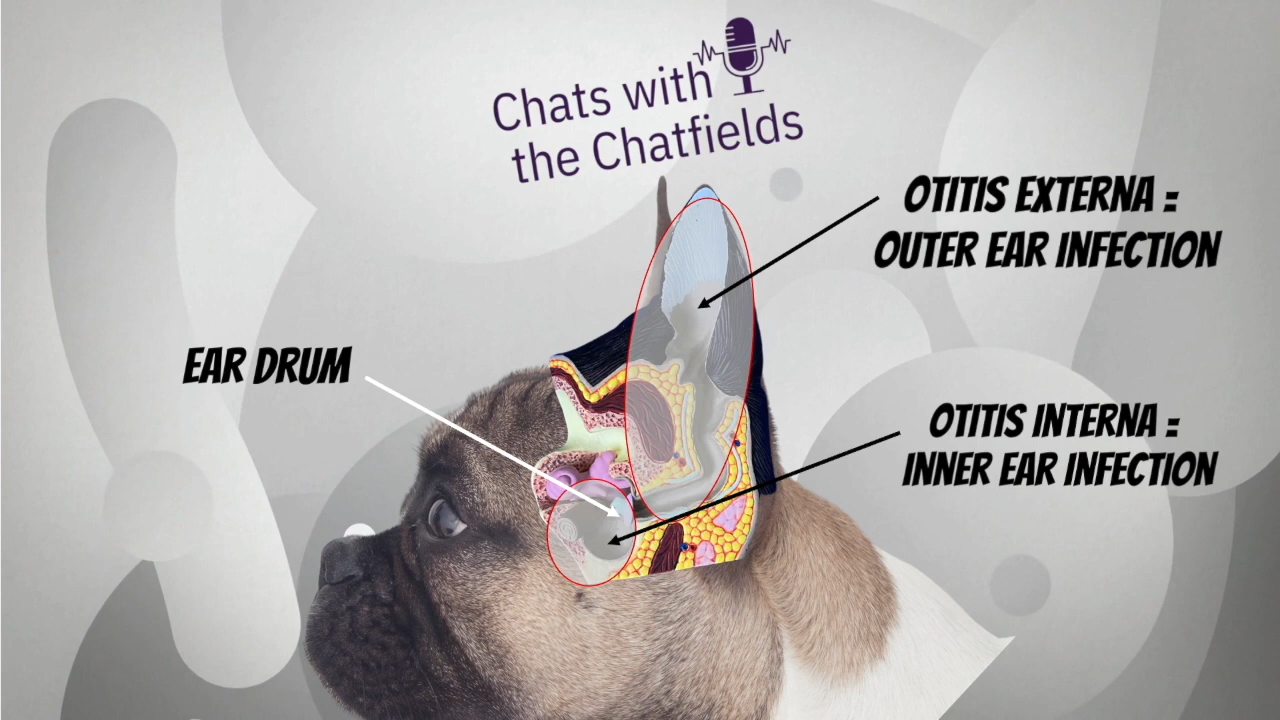 Chats with
the Chatfields
OTITIS EXTERNA =
OUTER EAR INFECTION
EAR DRUM
OTITIS INTERNA =
INNER EAR INFECTION